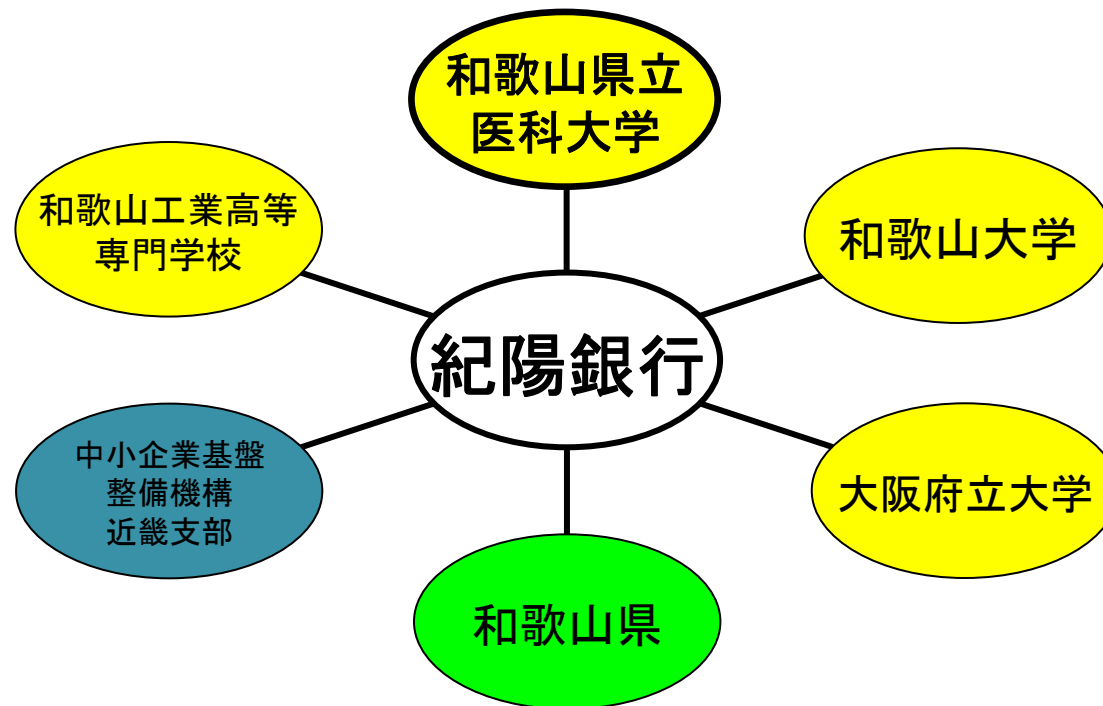 和歌山県立
医科大学
和歌山工業高等
専門学校
和歌山大学
紀陽銀行
中小企業基盤
整備機構
近畿支部
大阪府立大学
和歌山県